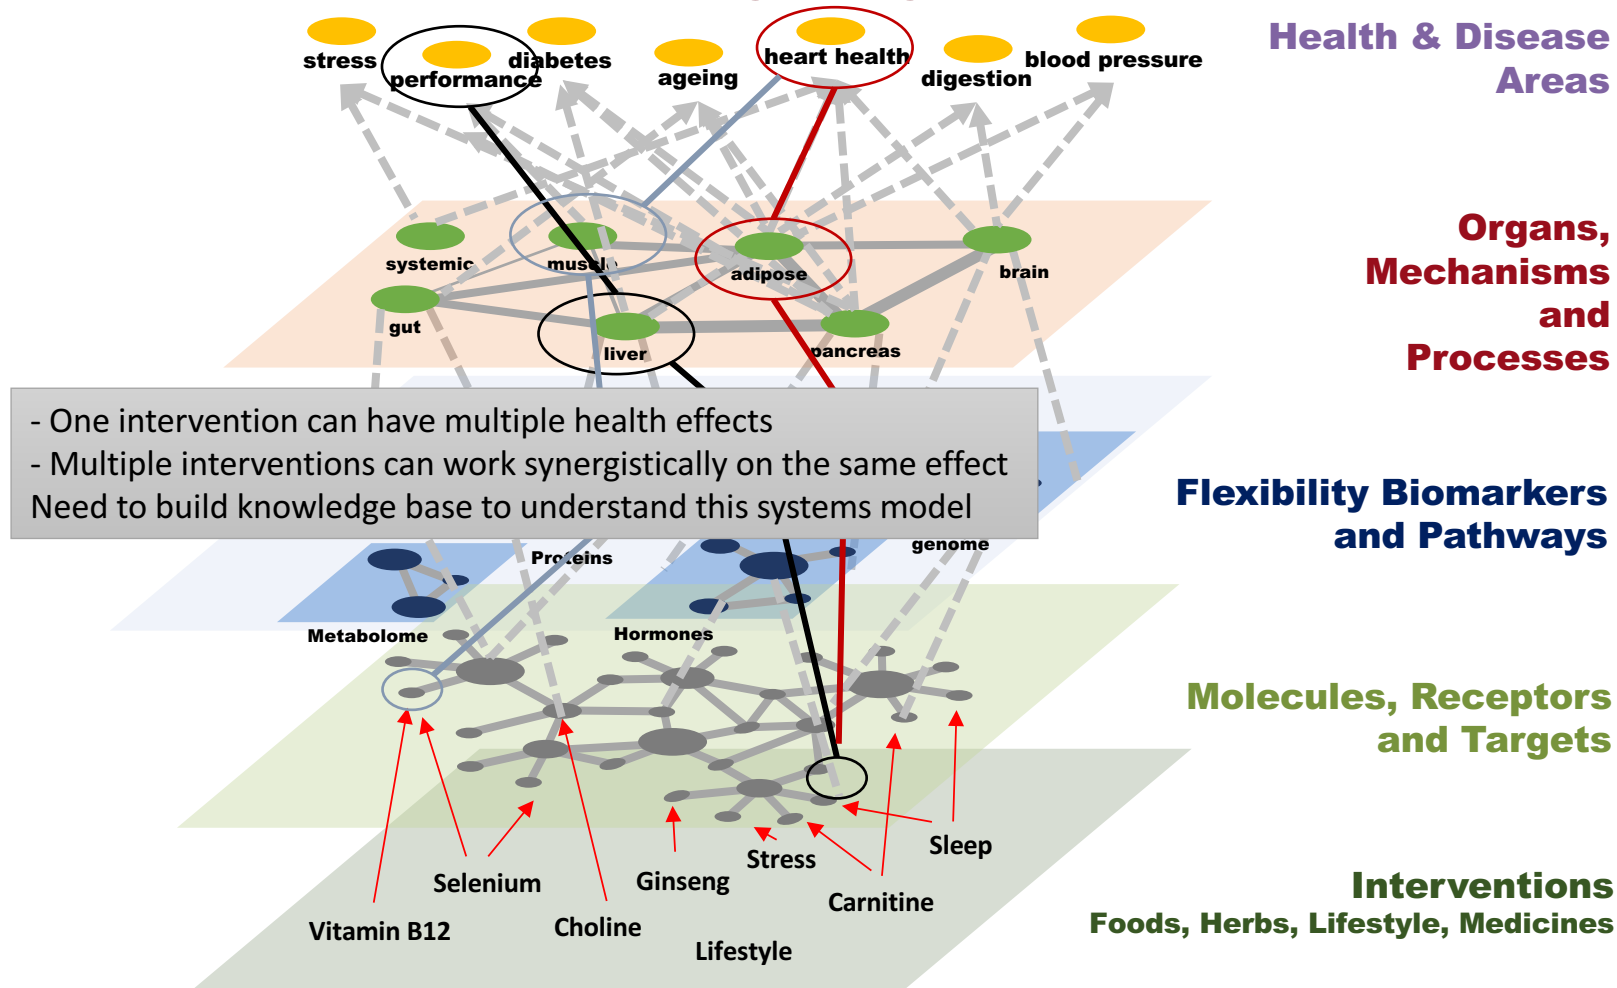 stress
performance
diabetes
ageing
heart health
digestion
blood pressure
Health & Disease
Areas
systemic
muscle
adipose
brain
gut
liver
pancreas
Organs,
Mechanisms
and
Processes
- One intervention can have multiple health effects
- Multiple interventions can work synergistically on the same effect
Need to build knowledge base to understand this systems model
Flexibility Biomarkers
and Pathways
Proteins
genome
Metabolome
Hormones
Molecules, Receptors
and Targets
Sleep
Stress
Ginseng
Selenium
Carnitine
Choline
Vitamin B12
Lifestyle
Interventions
Foods, Herbs, Lifestyle, Medicines